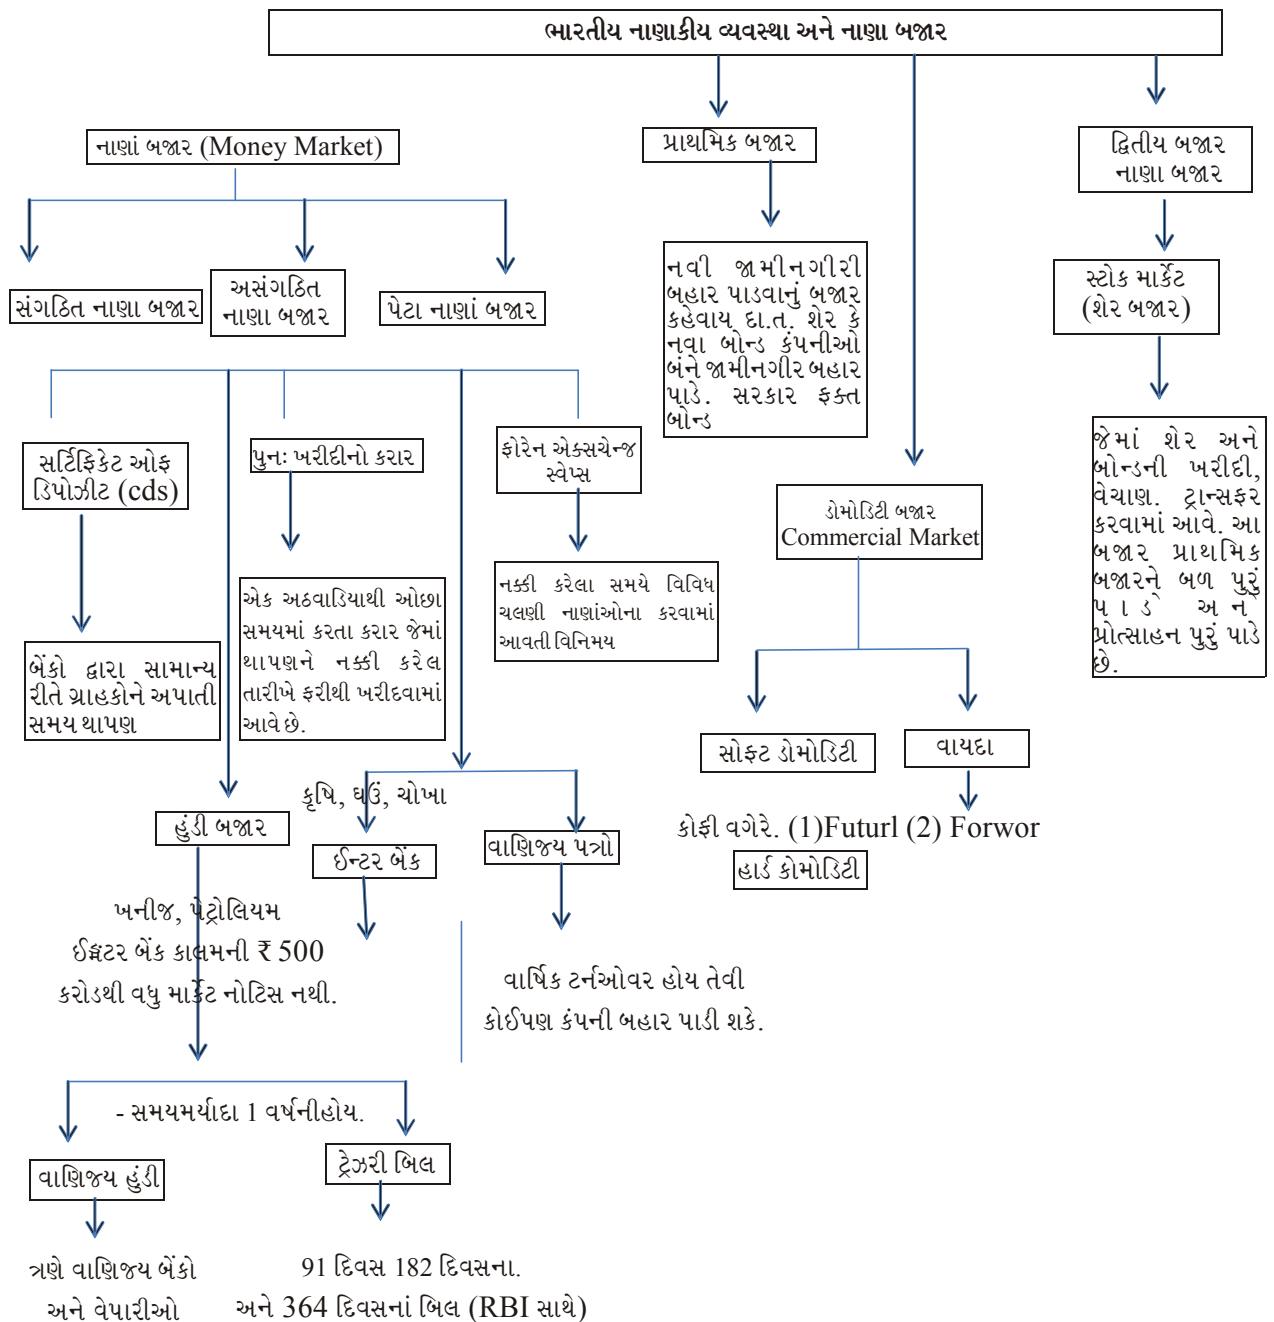 ભારતીય નાણાકીય વ્યવસ્થા અને નાણા બજાર
નાણાં બજાર (Money Market)
પ્રાથમિક બજાર
દ્વિતીય બજાર
નાણા બજાર
સંગઠિત નાણા બજાર
અસંગઠિત
નાણા બજાર
પેટા નાણાં બજાર
નવી જામીનગીરી
બહાર પાડવાનું બજાર
કહેવાય દા.ત. શેર કે
નવા બોન્ડ કંપનીઓ
બંને જામીનગીર બહાર
પાડે. સરકાર ફક્ત
બોન્ડ
સ્ટોક માર્કેટ
(શેર બજાર)
જેમાં શેર અને
બોન્ડની ખરીદી,
વેચાણ. ટ્રાન્સફર
કરવામાં આવે. આ
બજાર પ્રાથમિક
બજારને બળ પુરું
પાડે અને
પ્રોત્સાહન પુરું પાડે
છે.
સર્ટિફિકેટ ઓફ
ડિપોઝીટ (cds)
પુનઃ ખરીદીનો કરાર
ફોરેન એક્સચેન્જ
સ્વેપ્સ
ડોમોડિટી બજાર
Commercial Market
બેંકો દ્વારા સામાન્ય
રીતે ગ્રાહકોને અપાતી
સમય થાપણ
એક અઠવાડિયાથી ઓછા
સમયમાં કરતા કરાર જેમાં
થાપણને નક્કી કરેલ
તારીખે ફરીથી ખરીદવામાં
આવે છે.
નક્કી કરેલા સમયે વિવિધ
ચલણી નાણાંઓના કરવામાં
આવતી વિનિમય
સોફ્ટ ડોમોડિટી
વાયદા
કૃષિ, ઘઉં, ચોખા
કોફી વગેરે. (1)Futurl (2) Forwor
હુંડી બજાર
ઈન્ટર બેંક
વાણિજય પત્રો
હાર્ડ કોમોડિટી
ખનીજ, પેટ્રોલિયમ
બેંક કાલમની ₹ 500
કરોડથી વધુ માર્કેટ નોટિસ નથી.
વાર્ષિક ટર્નઓવર હોય તેવી
કોઈપણ કંપની બહાર પાડી શકે.
- સમયમર્યાદા 1 વર્ષનીહોય.
વાણિજય હુંડી
ટ્રેઝરી બિલ
ત્રણે વાણિજય બેંકો
અને વેપારીઓ
91 દિવસ 182 દિવસના.
અને 364 દિવસનાં બિલ (RBI સાથે)